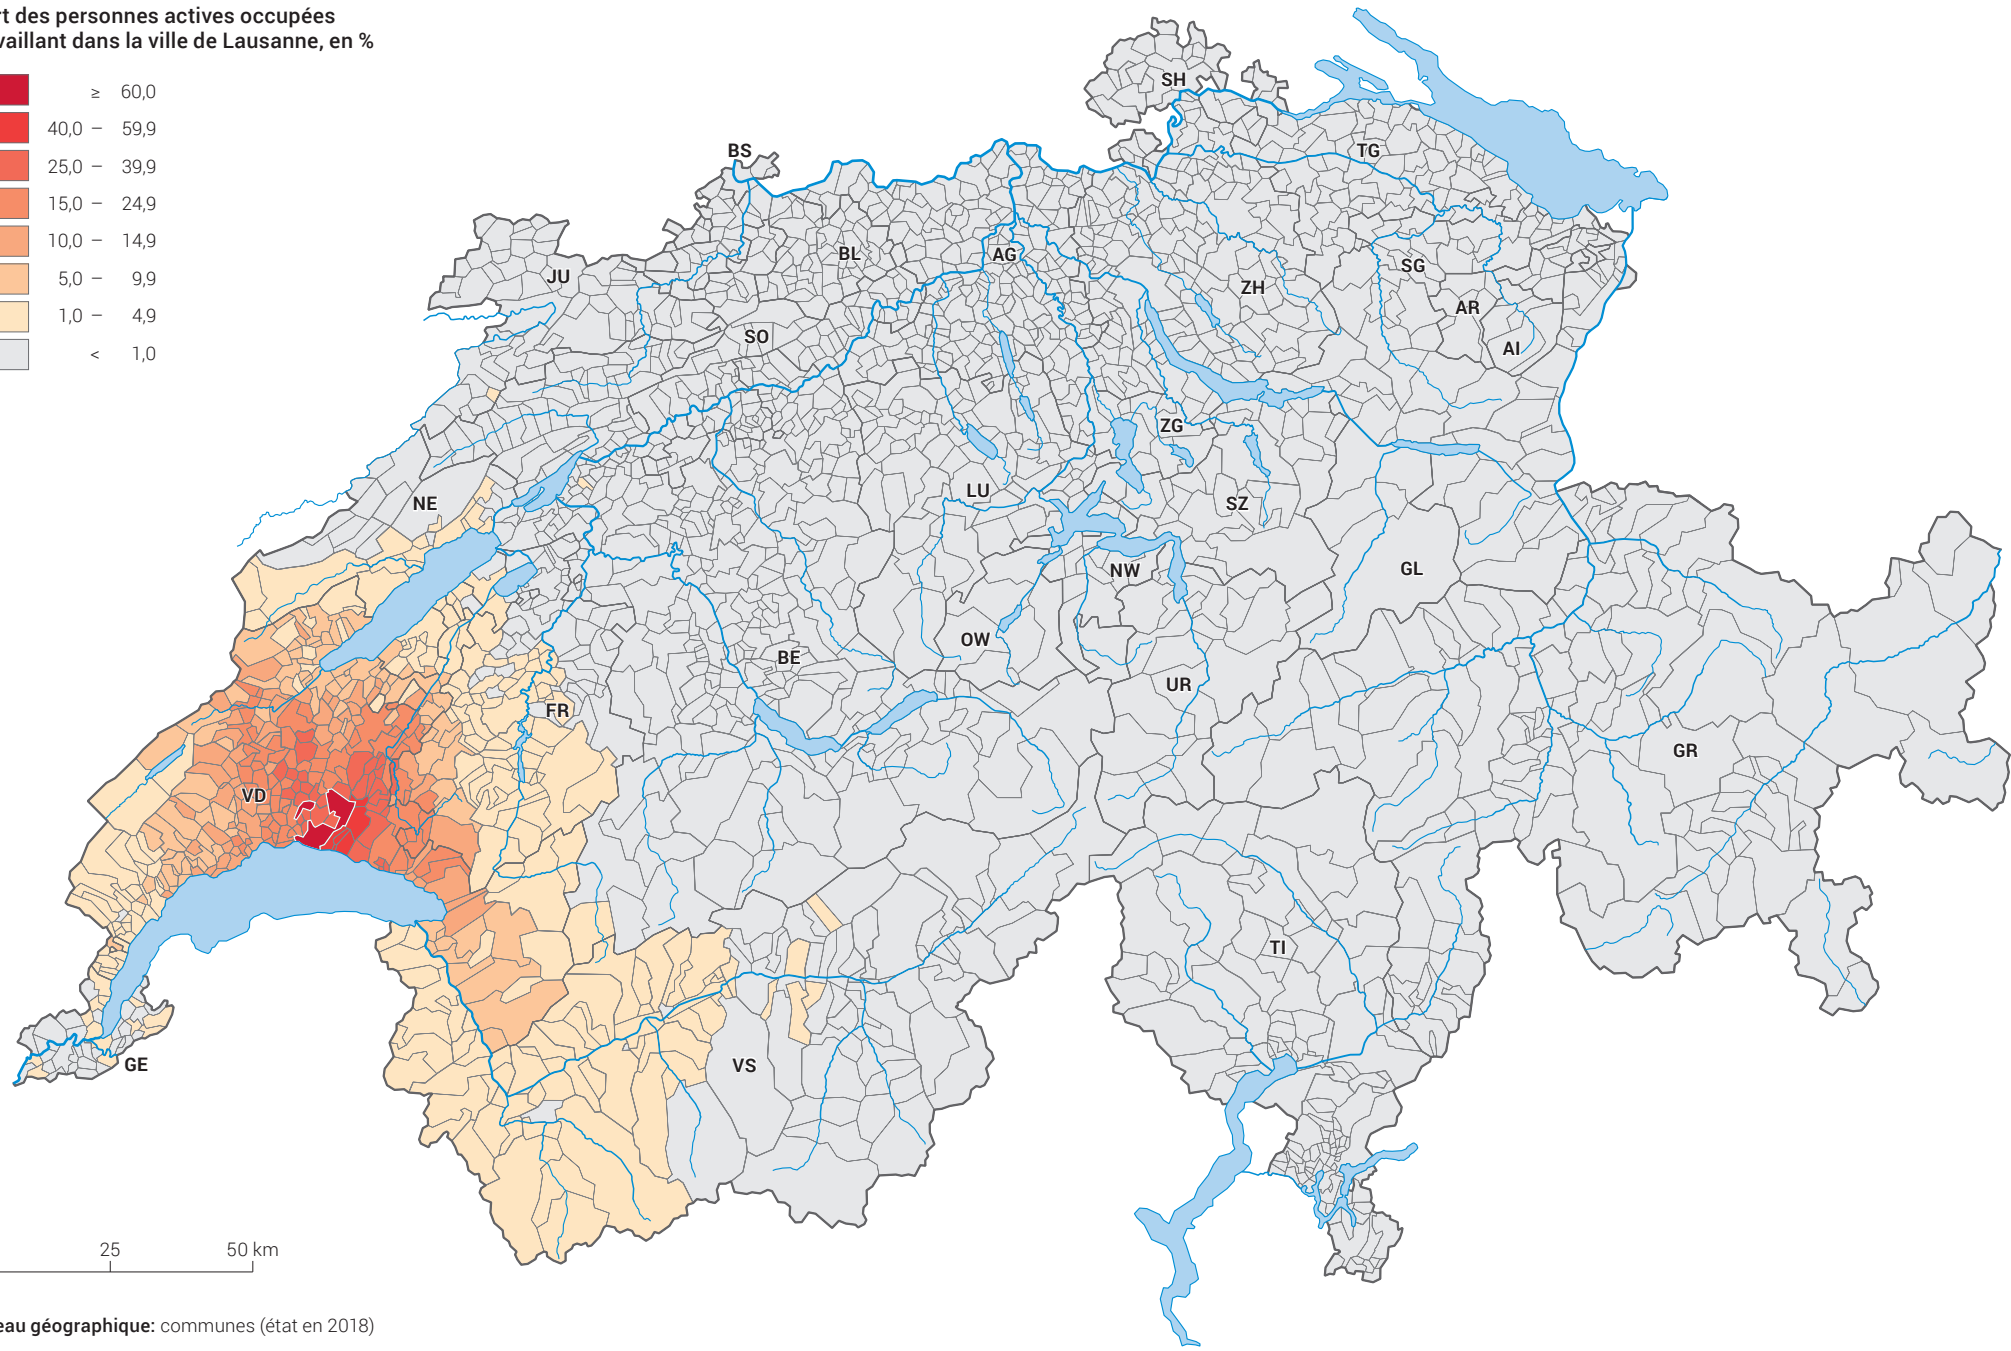 rt des personnes actives occupées
vaillant dans la ville de Lausanne, en %
≥ 60,0
40,0 – 59,9
25,0 – 39,9
15,0 – 24,9
10,0 – 14,9
5,0 – 9,9
1,0 – 4,9
< 1,0
SH
BS
TG
JU
BL
AG
SG
ZH
AR
SO
AI
ZG
LU
NE
SZ
NW
GL
OW
BE
UR
FR
GR
VD
TI
GE
VS
25 50 km
eau géographique: communes (état en 2018)